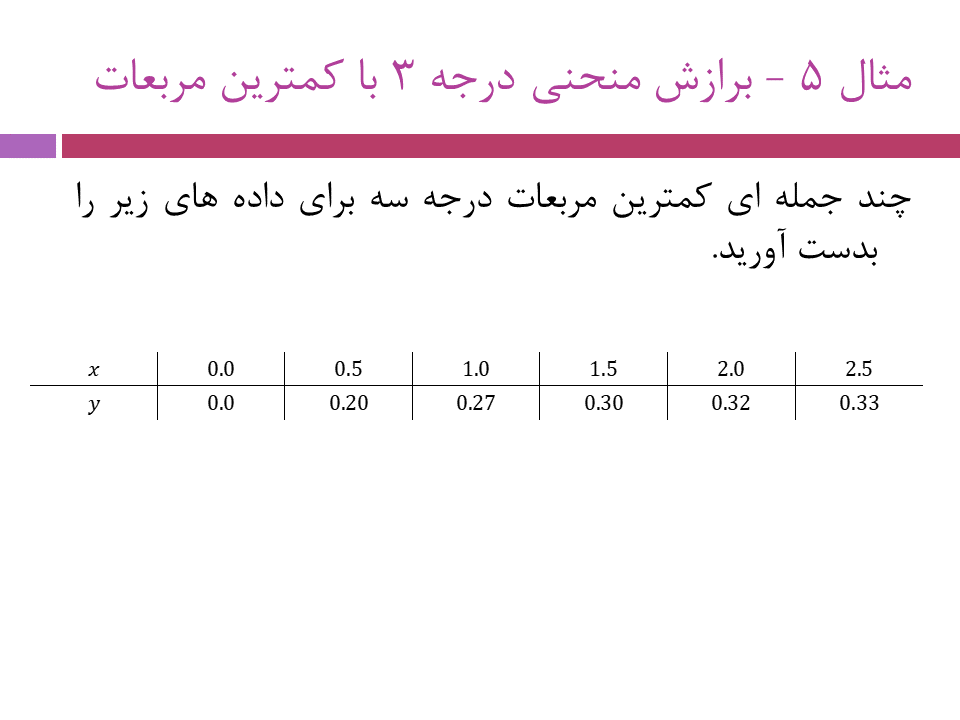 مثال ۵ – برازش منحنی درجه ۳ با کمترین مربعات
چند جمله ای کمترین مربعات درجه سه برای داده های زیر را
بدست آورید.
x 0.0 0.5 1.0 1.5 2.0 2.5
y 0.0 0.20 0.27 0.30 0.32 0.33